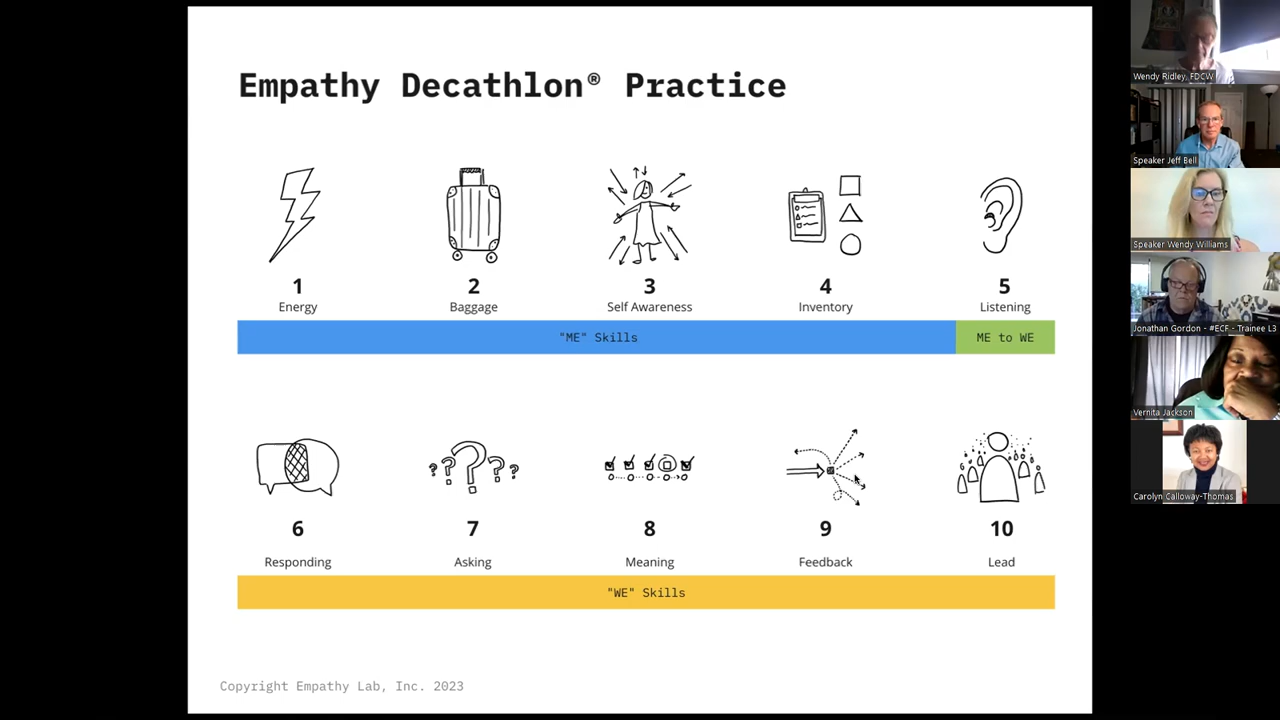 Empathy Decathlon® Practice
1
2
3
4
5
Energy
Baggage
Self Awareness
Inventory
Listening
"ME" Skills
ME to WE
? ? ? ? ?
6
7
8
9
10
Responding
Asking
Meaning
Feedback
Lead
"WE" Skills
Copyright Empathy Lab, Inc. 2023
Wendy Ridley, FDCW
Speaker Jeff Bell
Speaker Wendy Williams
Jonathan Gordon - #ECF - Trainee L3
Vernita Jackson
Carolyn Calloway-Thomas